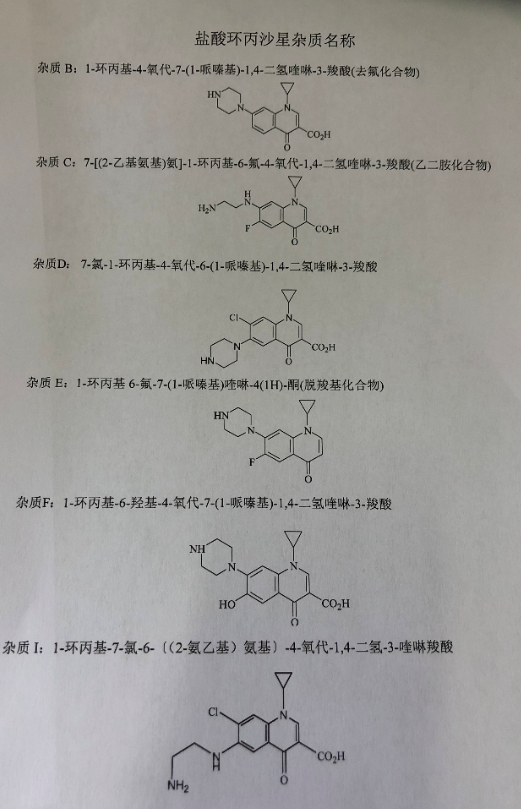 盐酸环丙沙星杂质名称
杂质 B：1-环丙基-4-氧代-7-(1-哌嗪基)-1,4-二氢喹啉-3-羧酸(去氟化合物)
HN
N
N
CO₂H
O
杂质 C：7-[(2-乙基氨基)氨]-1-环丙基-6-氟-4-氧代-1,4-二氢喹啉-3-羧酸(乙二胺化合物)
H
H₂N
N
N
F
CO₂H
O
杂质D：7-氯-1-环丙基-4-氧代-6-(1-哌嗪基)-1,4-二氢喹啉-3-羧酸
Cl
N
N
CO₂H
HN
O
杂质 E：1-环丙基 6-氟-7-(1-哌嗪基)喹啉-4(1H)-酮(脱羧基化合物)
HN
N
N
F
O
杂质F：1-环丙基-6-羟基-4-氧代-7-(1-哌嗪基)-1,4-二氢喹啉-3-羧酸
NH
N
N
HO
CO₂H
O
杂质 I：1-环丙基-7-氯-6-｛(2-氨乙基）氨基｝-4-氧代-1,4-二氢-3-喹啉羧酸
Cl
N
N
H
CO₂H
NH₂
O